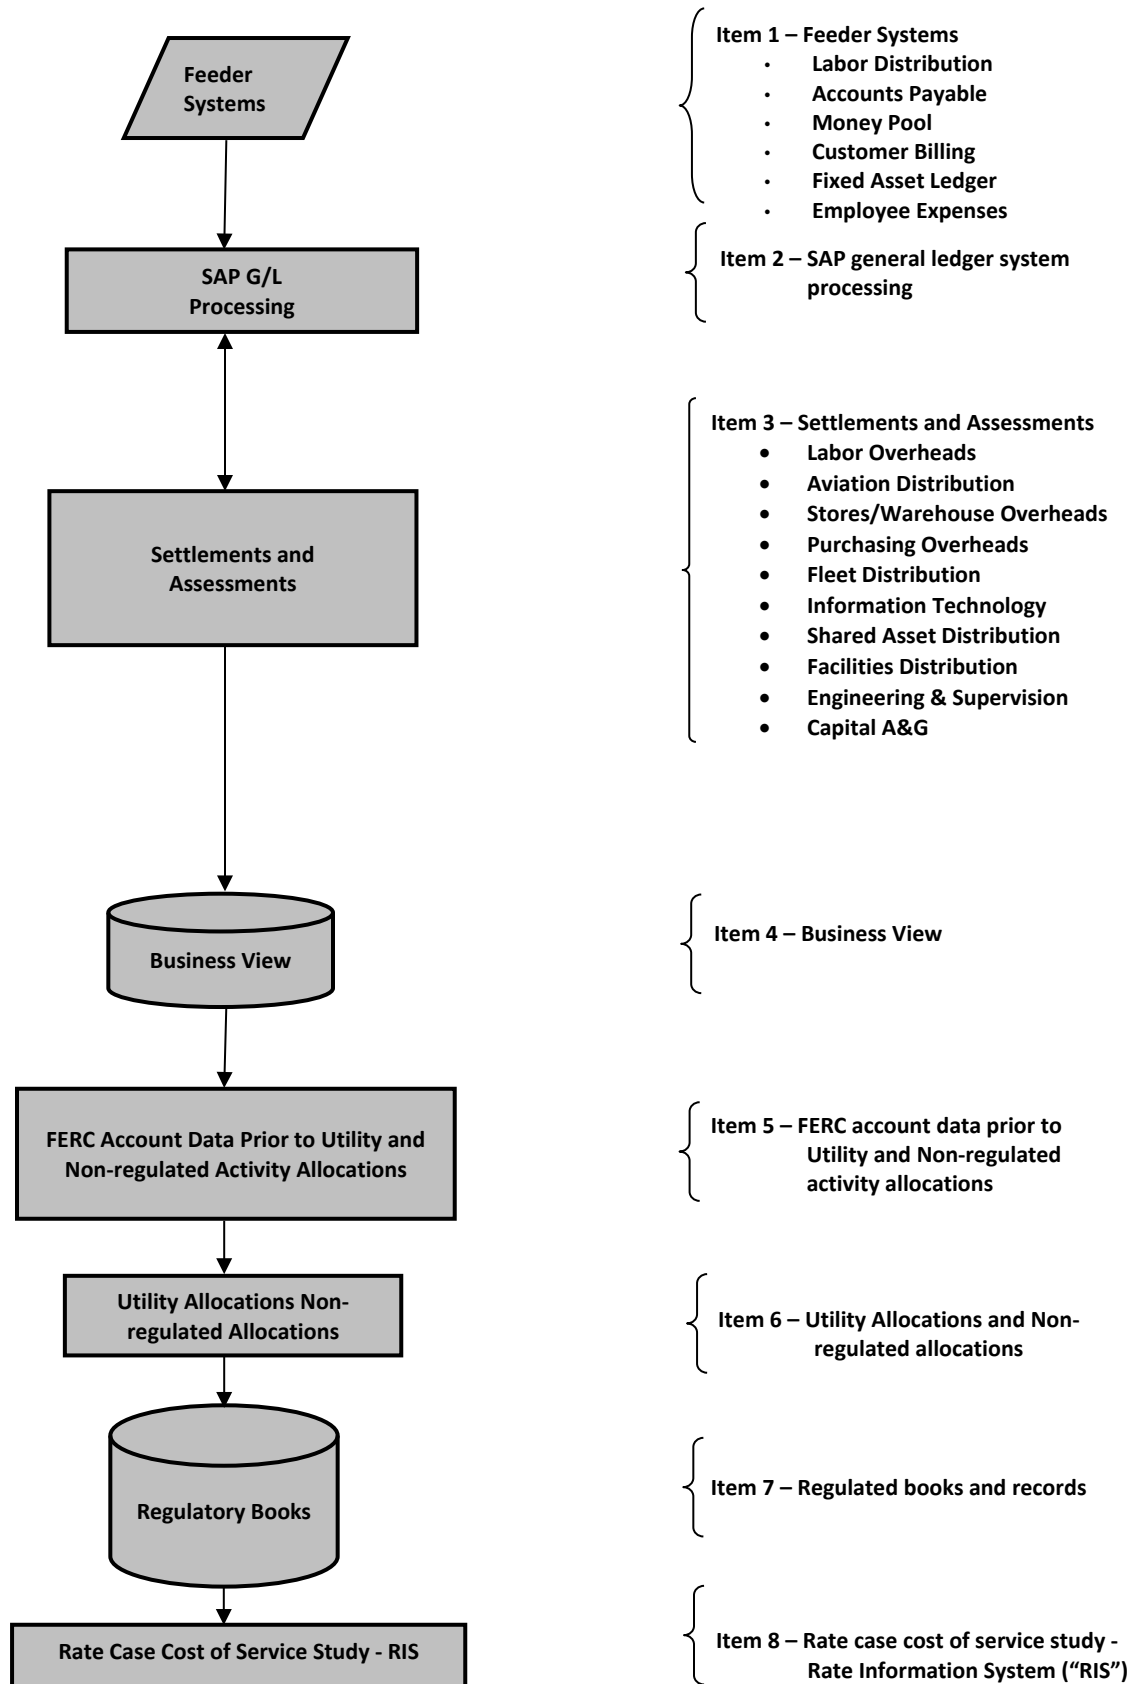 Feeder
Systems
Item 1 – Feeder Systems
• Labor Distribution
• Accounts Payable
• Money Pool
• Customer Billing
• Fixed Asset Ledger
• Employee Expenses
SAP G/L
Processing
Item 2 – SAP general ledger system
processing
Settlements and
Assessments
Item 3 – Settlements and Assessments
• Labor Overheads
• Aviation Distribution
• Stores/Warehouse Overheads
• Purchasing Overheads
• Fleet Distribution
• Information Technology
• Shared Asset Distribution
• Facilities Distribution
• Engineering & Supervision
• Capital A&G
Business View
Item 4 – Business View
FERC Account Data Prior to Utility and
Non-regulated Activity Allocations
Item 5 – FERC account data prior to
Utility and Non-regulated
activity allocations
Utility Allocations Non-
regulated Allocations
Item 6 – Utility Allocations and Non-
regulated allocations
Regulatory Books
Item 7 – Regulated books and records
Rate Case Cost of Service Study - RIS
Item 8 – Rate case cost of service study -
Rate Information System (“RIS”)